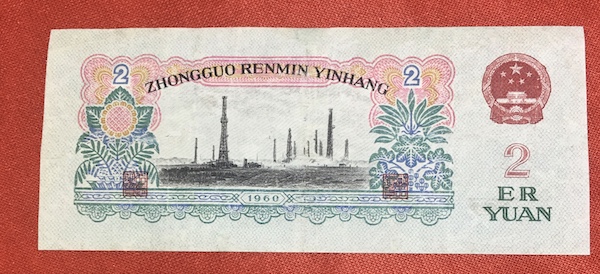 2
ZHONGGUO RENMIN YINHANG
2
2
ER
YUAN
1960